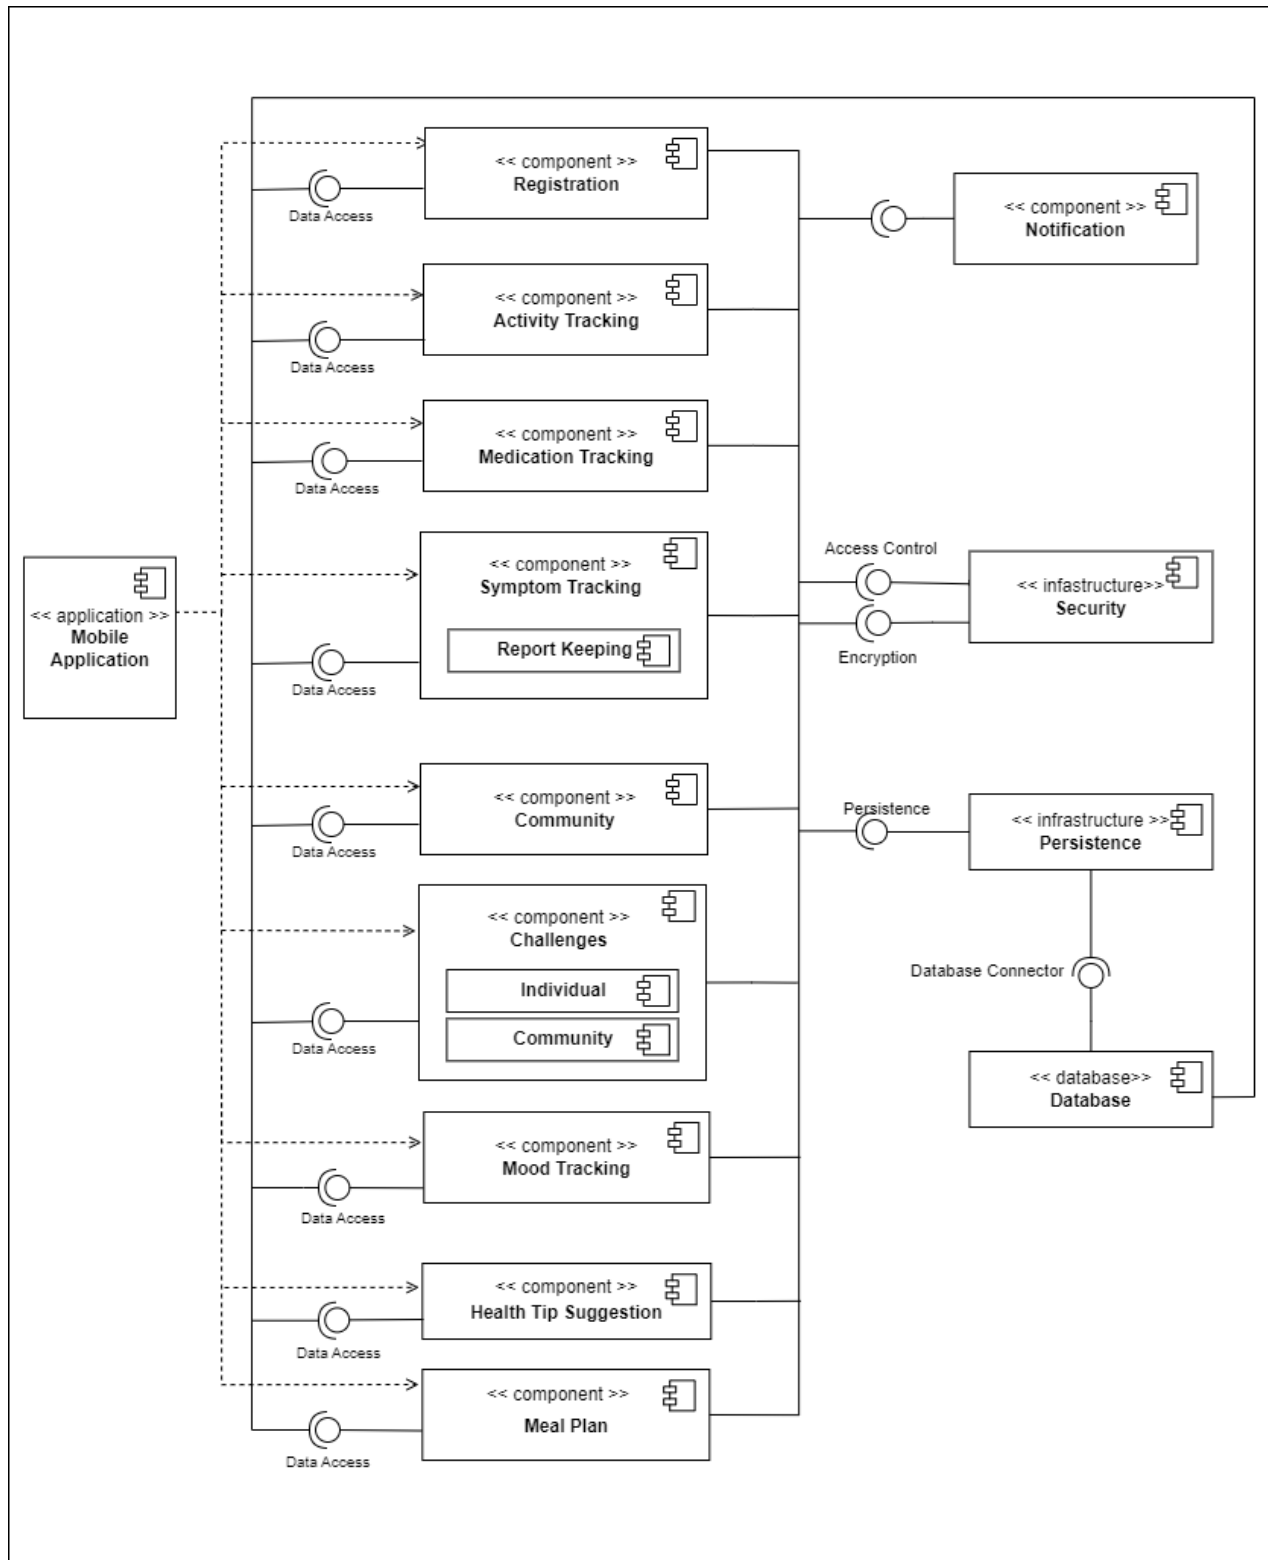 << component >>
Registration
Data Access
<< component >>
Notification
<< component >>
Activity Tracking
Data Access
<< component >>
Medication Tracking
Data Access
<< component >>
Symptom Tracking
Report Keeping
Data Access
Access Control
<< infastructure>>
Security
Encryption
<< application >>
Mobile
Application
<< component >>
Community
Data Access
Persistence
<< infrastructure >>
Persistence
<< component >>
Challenges
Individual
Community
Data Access
Database Connector
<< database>>
Database
<< component >>
Mood Tracking
Data Access
<< component >>
Health Tip Suggestion
Data Access
<< component >>
Meal Plan
Data Access